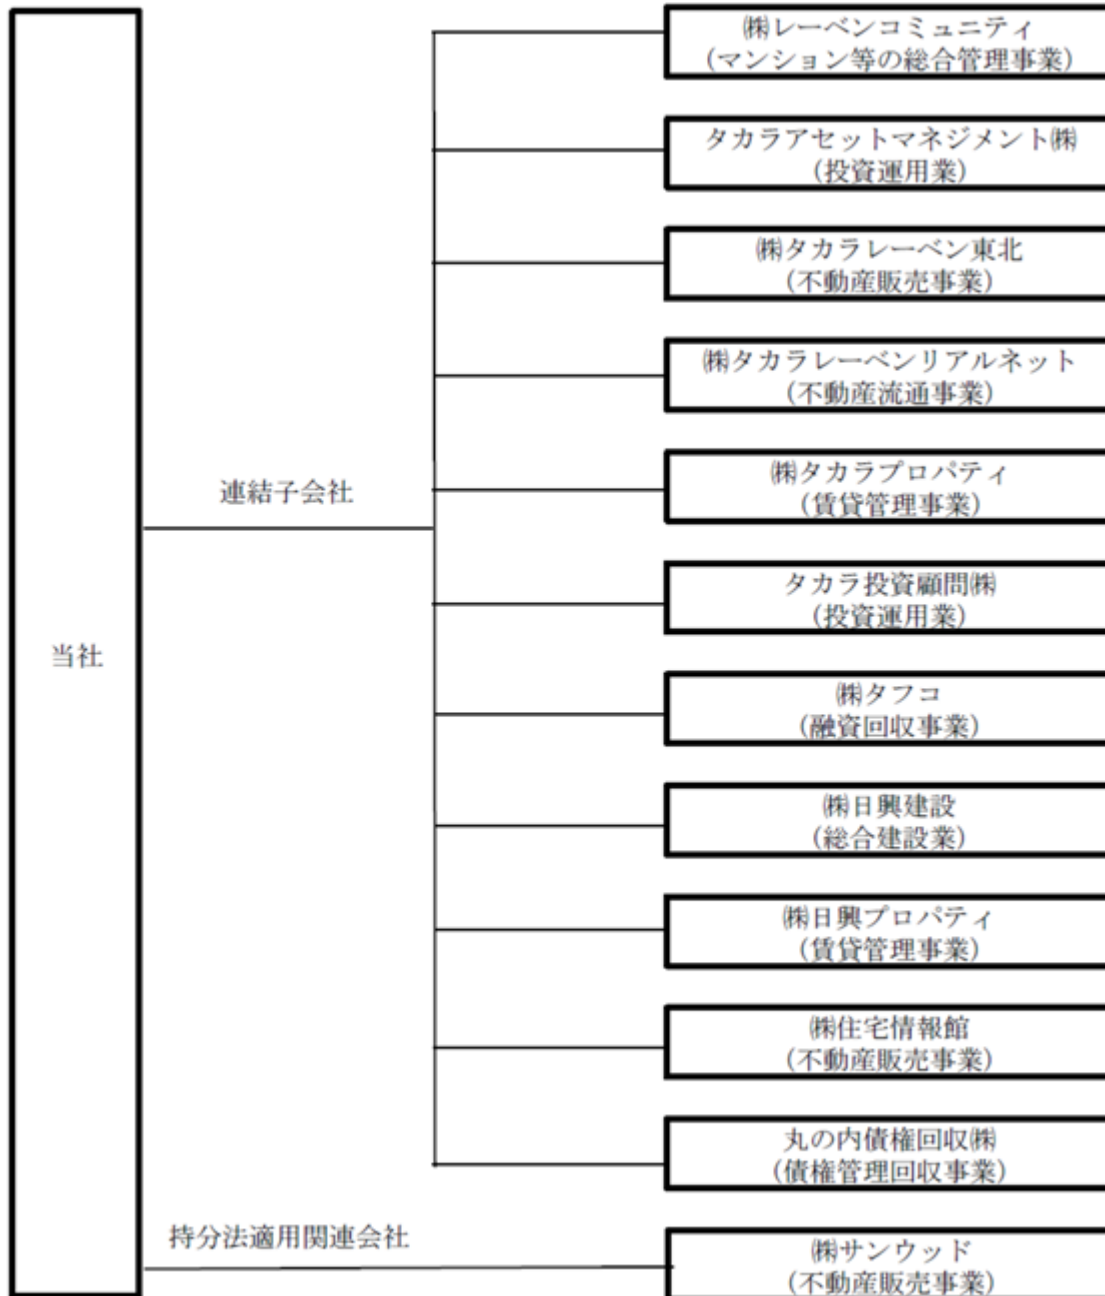 ㈱レーベンコミュニティ
(マンション等の総合管理事業)
タカラアセットマネジメント㈱
(投資運用業)
㈱タカラレーベン東北
(不動産販売事業)
㈱タカラレーベンリアルネット
(不動産流通事業)
連結子会社
㈱タカラプロパティ
(賃貸管理事業)
タカラ投資顧問㈱
(投資運用業)
当社
㈱タフコ
(融資回収事業)
㈱日興建設
(総合建設業)
㈱日興プロパティ
(賃貸管理事業)
㈱住宅情報館
(不動産販売事業)
丸の内債権回収㈱
(債権管理回収事業)
持分法適用関連会社
㈱サンウッド
(不動産販売事業)